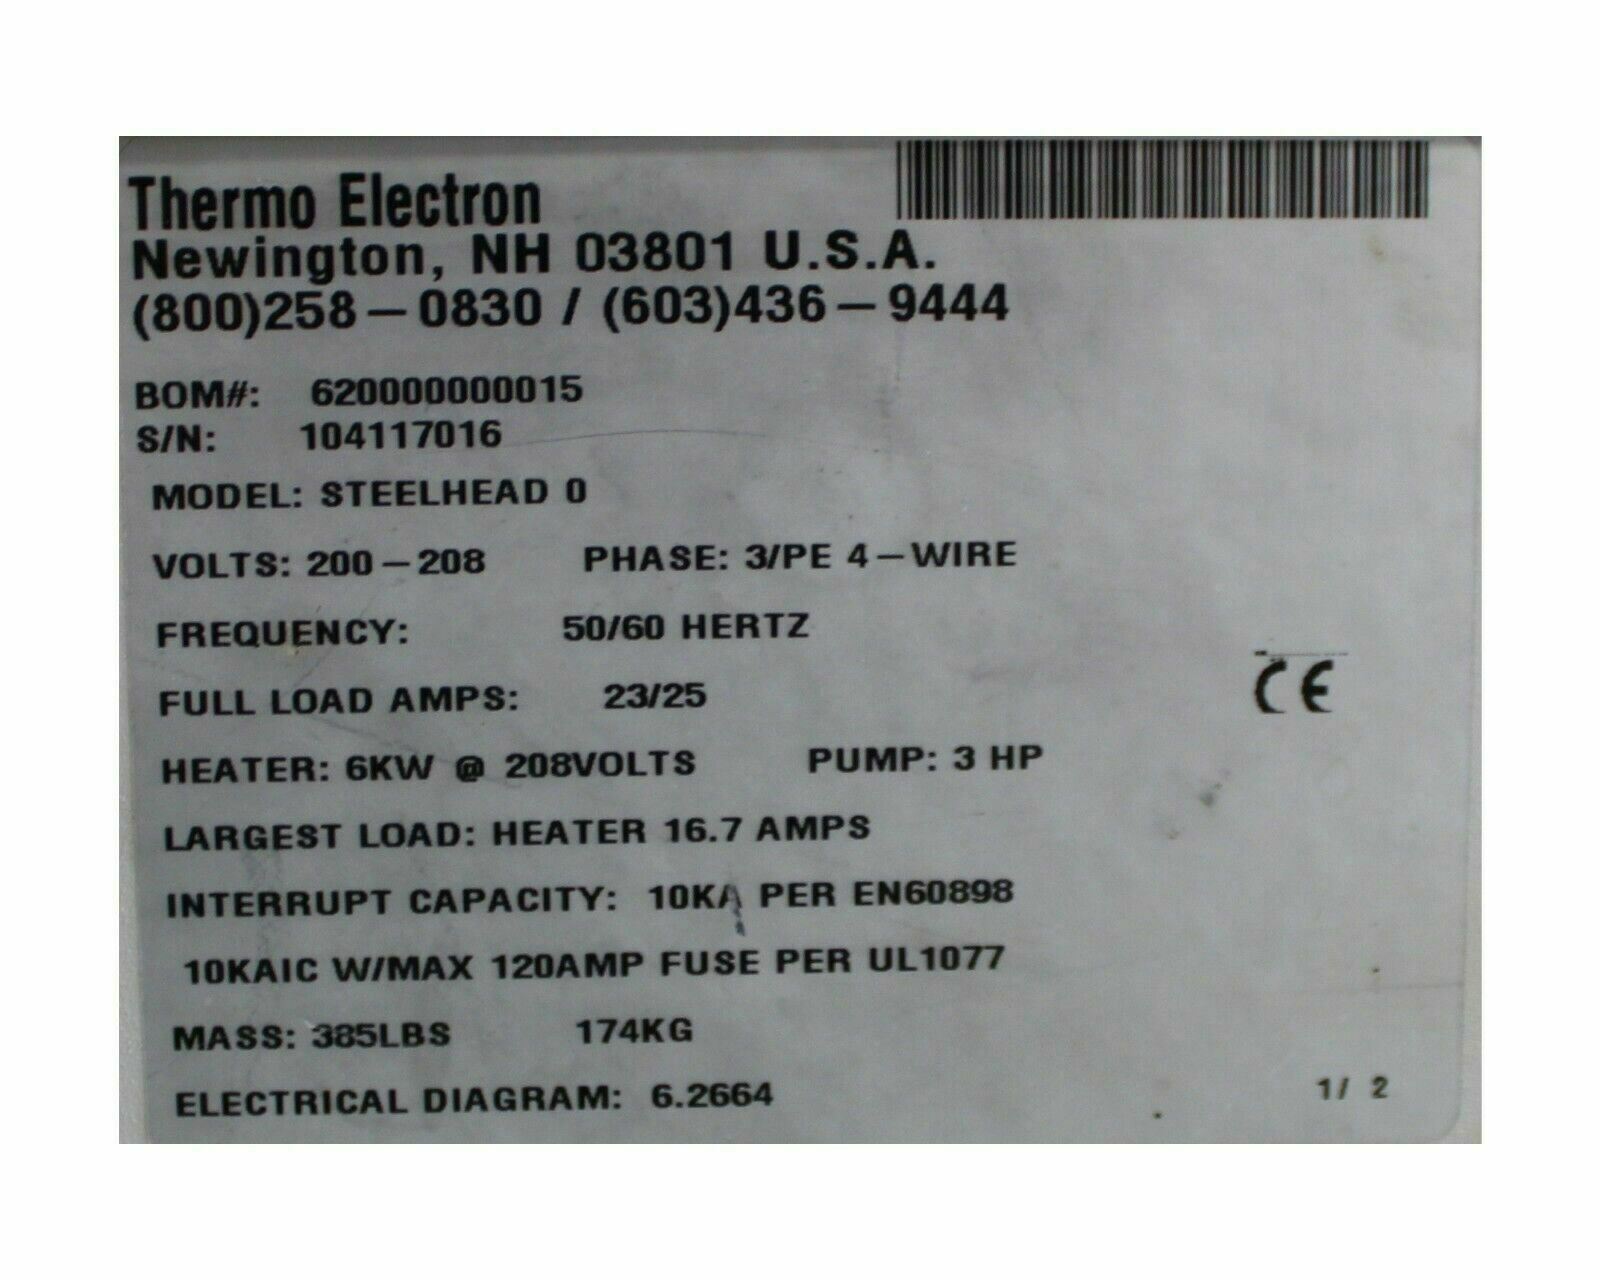 Thermo Electron
Newington, NH 03801 U.S.A.
(800)258-0830 / (603)436-9444
BOM#: 620000000015
S/N: 104117016
MODEL: STEELHEAD 0
VOLTS: 200-208 PHASE: 3/PE 4-WIRE
FREQUENCY: 50/60 HERTZ
CE
FULL LOAD AMPS: 23/25
HEATER: 6KW @ 208VOLTS PUMP: 3 HP
LARGEST LOAD: HEATER 16.7 AMPS
INTERRUPT CAPACITY: 10KA PER EN60898
10KAIC W/MAX 120AMP FUSE PER UL1077
MASS: 385LBS 174KG
ELECTRICAL DIAGRAM: 6.2664 1/ 2